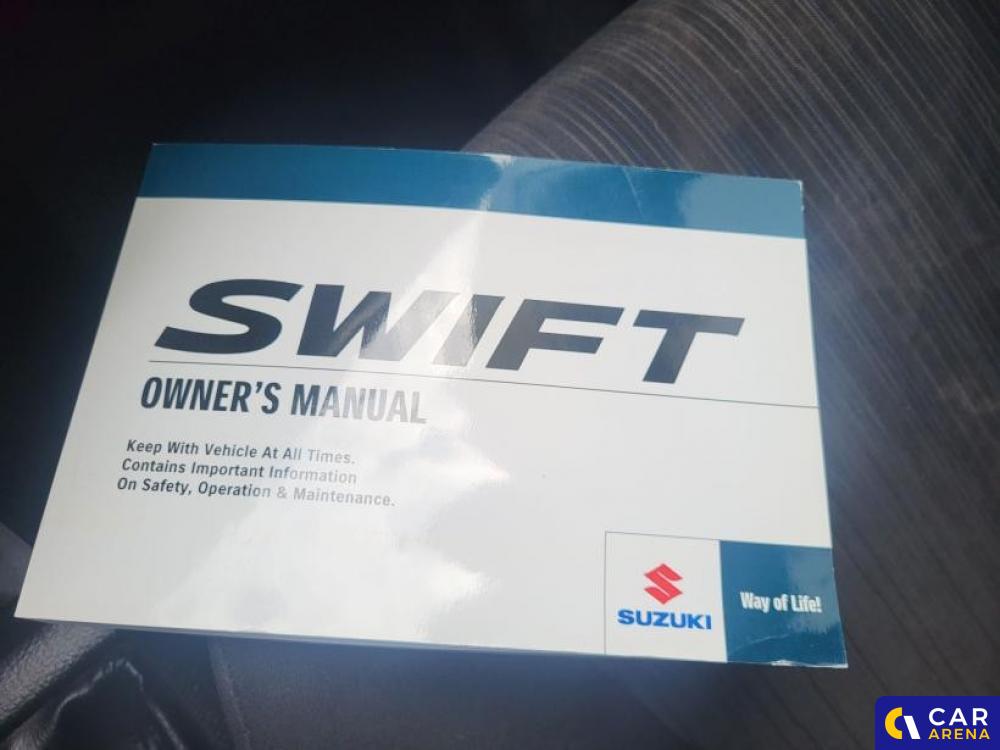 SWIFT
OWNER'S MANUAL
Keep With Vehicle At All Times.
Contains Important Information
On Safety, Operation & Maintenance.
SUZUKI
Way of Life!
CAR
ARENA